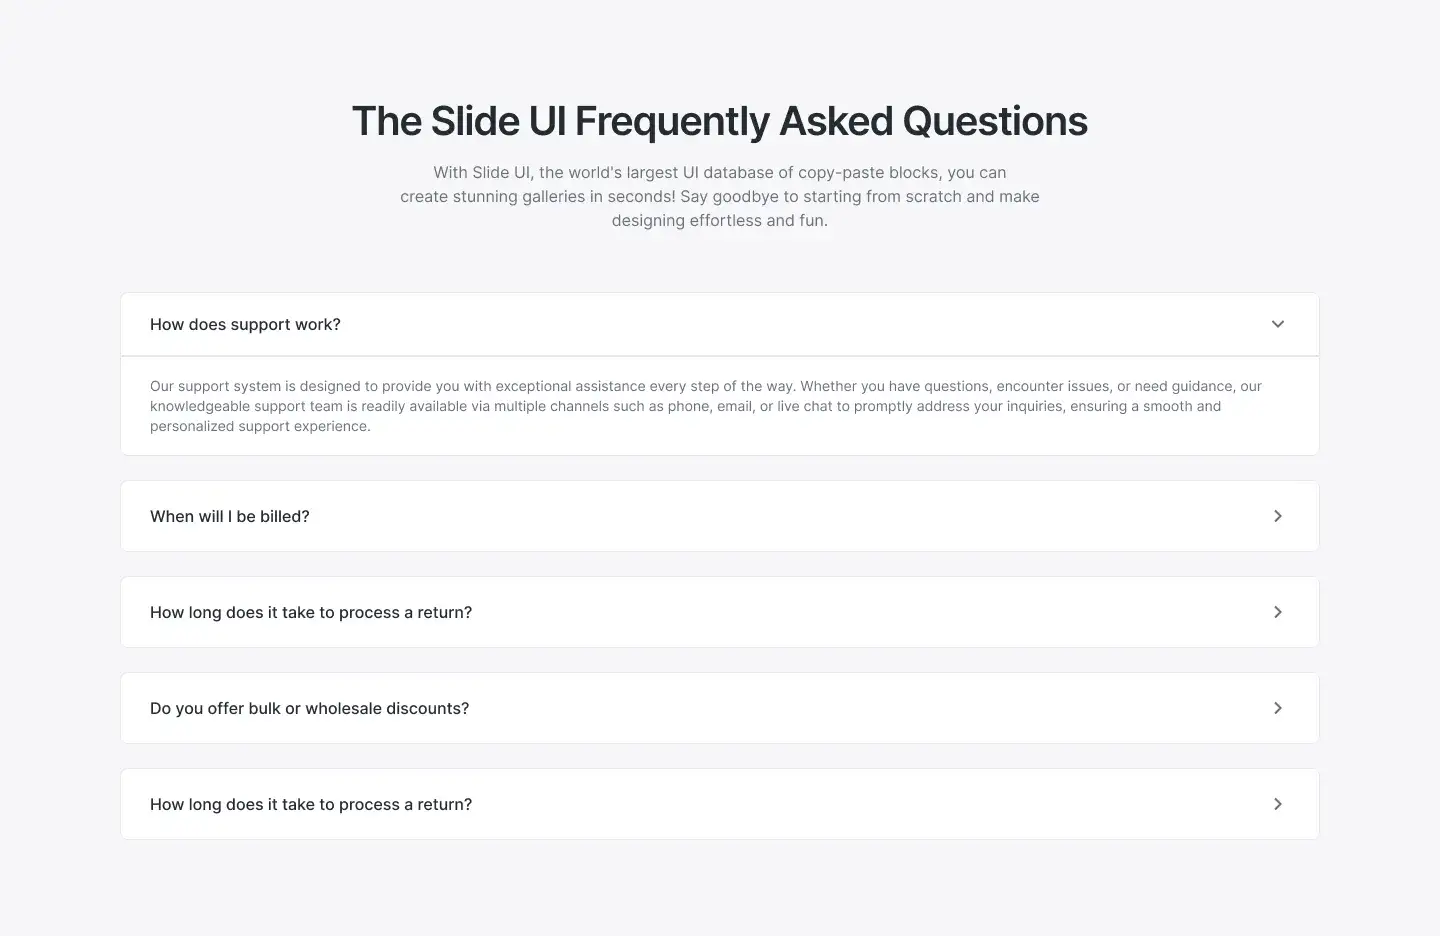 The Slide UI Frequently Asked Questions
With Slide UI, the world's largest UI database of copy-paste blocks, you can
create stunning galleries in seconds! Say goodbye to starting from scratch and make
designing effortless and fun.
How does support work?
Our support system is designed to provide you with exceptional assistance every step of the way. Whether you have questions, encounter issues, or need guidance, our
knowledgeable support team is readily available via multiple channels such as phone, email, or live chat to promptly address your inquiries, ensuring a smooth and
personalized support experience.
When will I be billed?
How long does it take to process a return?
Do you offer bulk or wholesale discounts?
How long does it take to process a return?